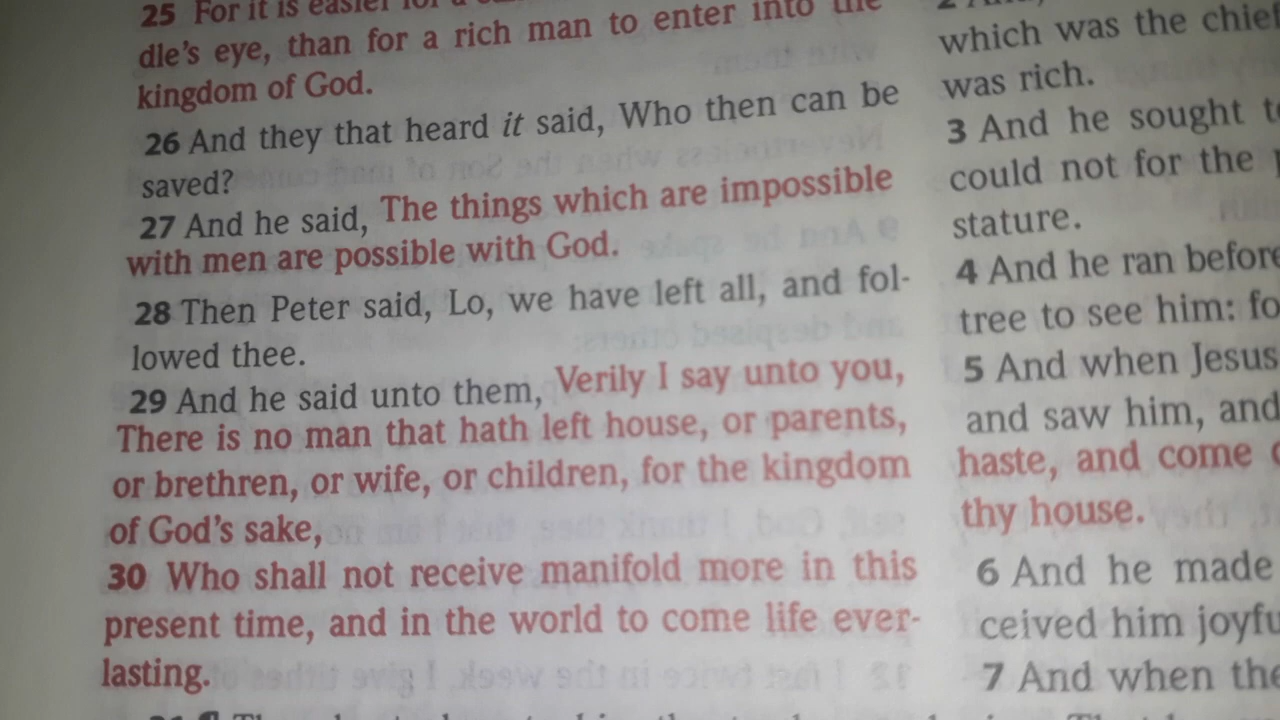 25 For it is easier for a
dle's eye, than for a rich man to enter into the
kingdom of God.
26 And they that heard it said, Who then can be
saved?
27 And he said, The things which are impossible
with men are possible with God.
28 Then Peter said, Lo, we have left all, and fol-
lowed thee.
29 And he said unto them, Verily I say unto you,
There is no man that hath left house, or parents,
or brethren, or wife, or children, for the kingdom
of God's sake,
30 Who shall not receive manifold more in this
present time, and in the world to come life ever-
lasting.
which was the chief
was rich.
3 And he sought
could not for the
stature.
4 And he ran before
tree to see him: fo
5 And when Jesus
and saw him, and
haste, and come
thy house.
6 And he made
ceived him joyfu
7 And when the